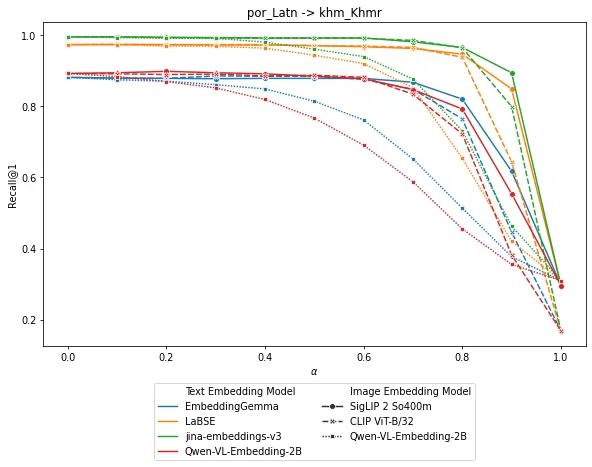 por_Latn -> khm_Khmr
Recall@1
1.0
0.8
0.6
0.4
0.2
0.0 0.2 0.4 0.6 0.8 1.0
α
Text Embedding Model
EmbeddingGemma
LaBSE
jina-embeddings-v3
Qwen-VL-Embedding-2B
Image Embedding Model
SigLIP 2 So400m
CLIP ViT-B/32
Qwen-VL-Embedding-2B